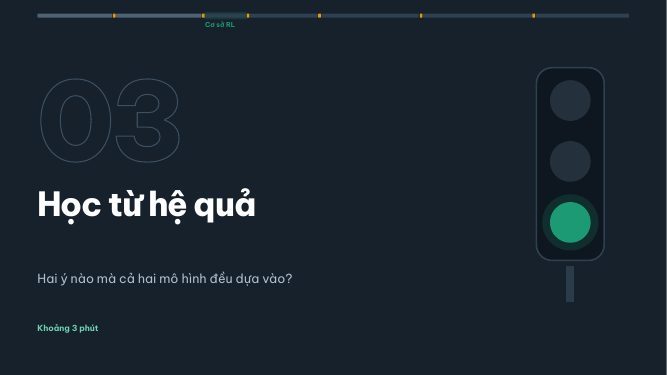 Cơ sở RL
03
Học từ hệ quả
Hai ý nào mà cả hai mô hình đều dựa vào?
Khoảng 3 phút